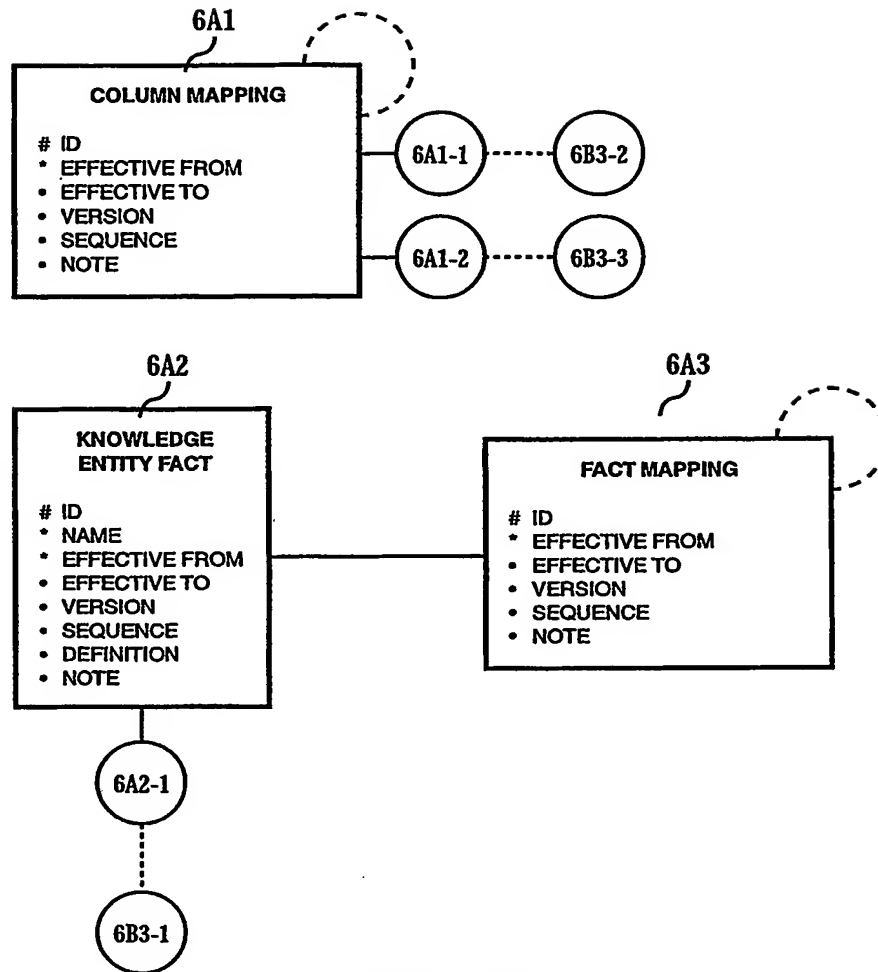 6A1
COLUMN MAPPING
# ID
* EFFECTIVE FROM
• EFFECTIVE TO
• VERSION
• SEQUENCE
• NOTE
6A1-1
6B3-2
6A1-2
6B3-3
6A2
KNOWLEDGE
ENTITY FACT
# ID
* NAME
* EFFECTIVE FROM
• EFFECTIVE TO
• VERSION
• SEQUENCE
• DEFINITION
• NOTE
6A3
FACT MAPPING
# ID
* EFFECTIVE FROM
• EFFECTIVE TO
• VERSION
• SEQUENCE
• NOTE
6A2-1
6B3-1